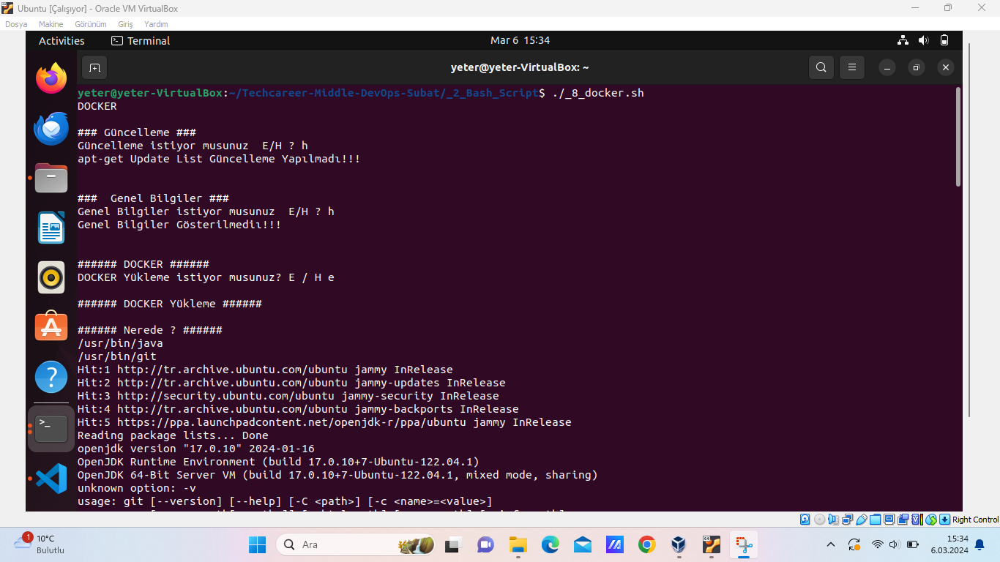 Ubuntu [Çalışıyor] - Oracle VM VirtualBox
Dosya Makine Görünüm Giriş Yardım
Activities Terminal Mar 6 15:34
yeter@yeter-VirtualBox: ~
yeter@yeter-VirtualBox:~/Techcareer-Middle-DevOps-Subat/_2_Bash_Script$ ./_8_docker.sh
DOCKER
### Güncelleme ###
Güncelleme istiyor musunuz  E/H ? h
apt-get Update List Güncelleme Yapılmadı!!!
###  Genel Bilgiler ###
Genel Bilgiler istiyor musunuz  E/H ? h
Genel Bilgiler Gösterilmediı!!!
###### DOCKER ######
DOCKER Yükleme istiyor musunuz? E / H e
###### DOCKER Yükleme ######
###### Nerede ? ######
/usr/bin/java
/usr/bin/git
Hit:1 http://tr.archive.ubuntu.com/ubuntu jammy InRelease
Hit:2 http://tr.archive.ubuntu.com/ubuntu jammy-updates InRelease
Hit:3 http://security.ubuntu.com/ubuntu jammy-security InRelease
Hit:4 http://tr.archive.ubuntu.com/ubuntu jammy-backports InRelease
Hit:5 https://ppa.launchpadcontent.net/openjdk-r/ppa/ubuntu jammy InRelease
Reading package lists... Done
openjdk version "17.0.10" 2024-01-16
OpenJDK Runtime Environment (build 17.0.10+7-Ubuntu-122.04.1)
OpenJDK 64-Bit Server VM (build 17.0.10+7-Ubuntu-122.04.1, mixed mode, sharing)
unknown option: -v
usage: git [--version] [--help] [-C <path>] [-c <name>=<value>]
Right Control
1
10°C
Bulutlu
Ara
15:34
6.03.2024